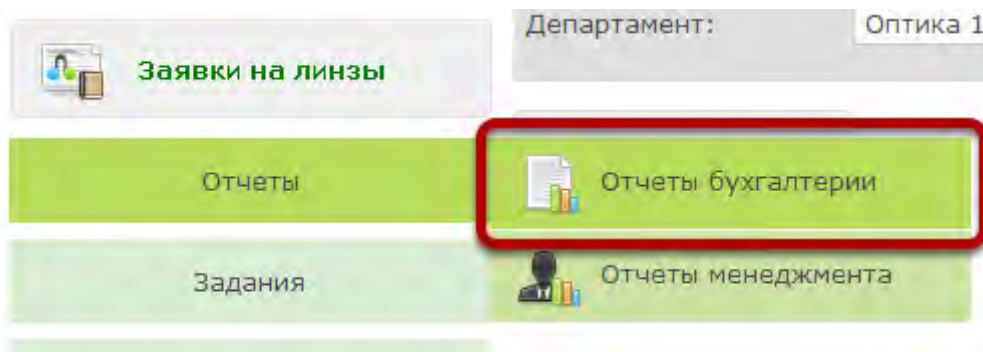 Департамент:
Оптика 1
Заявки на линзы
Отчеты
Отчеты бухгалтерии
Задания
Отчеты менеджмента